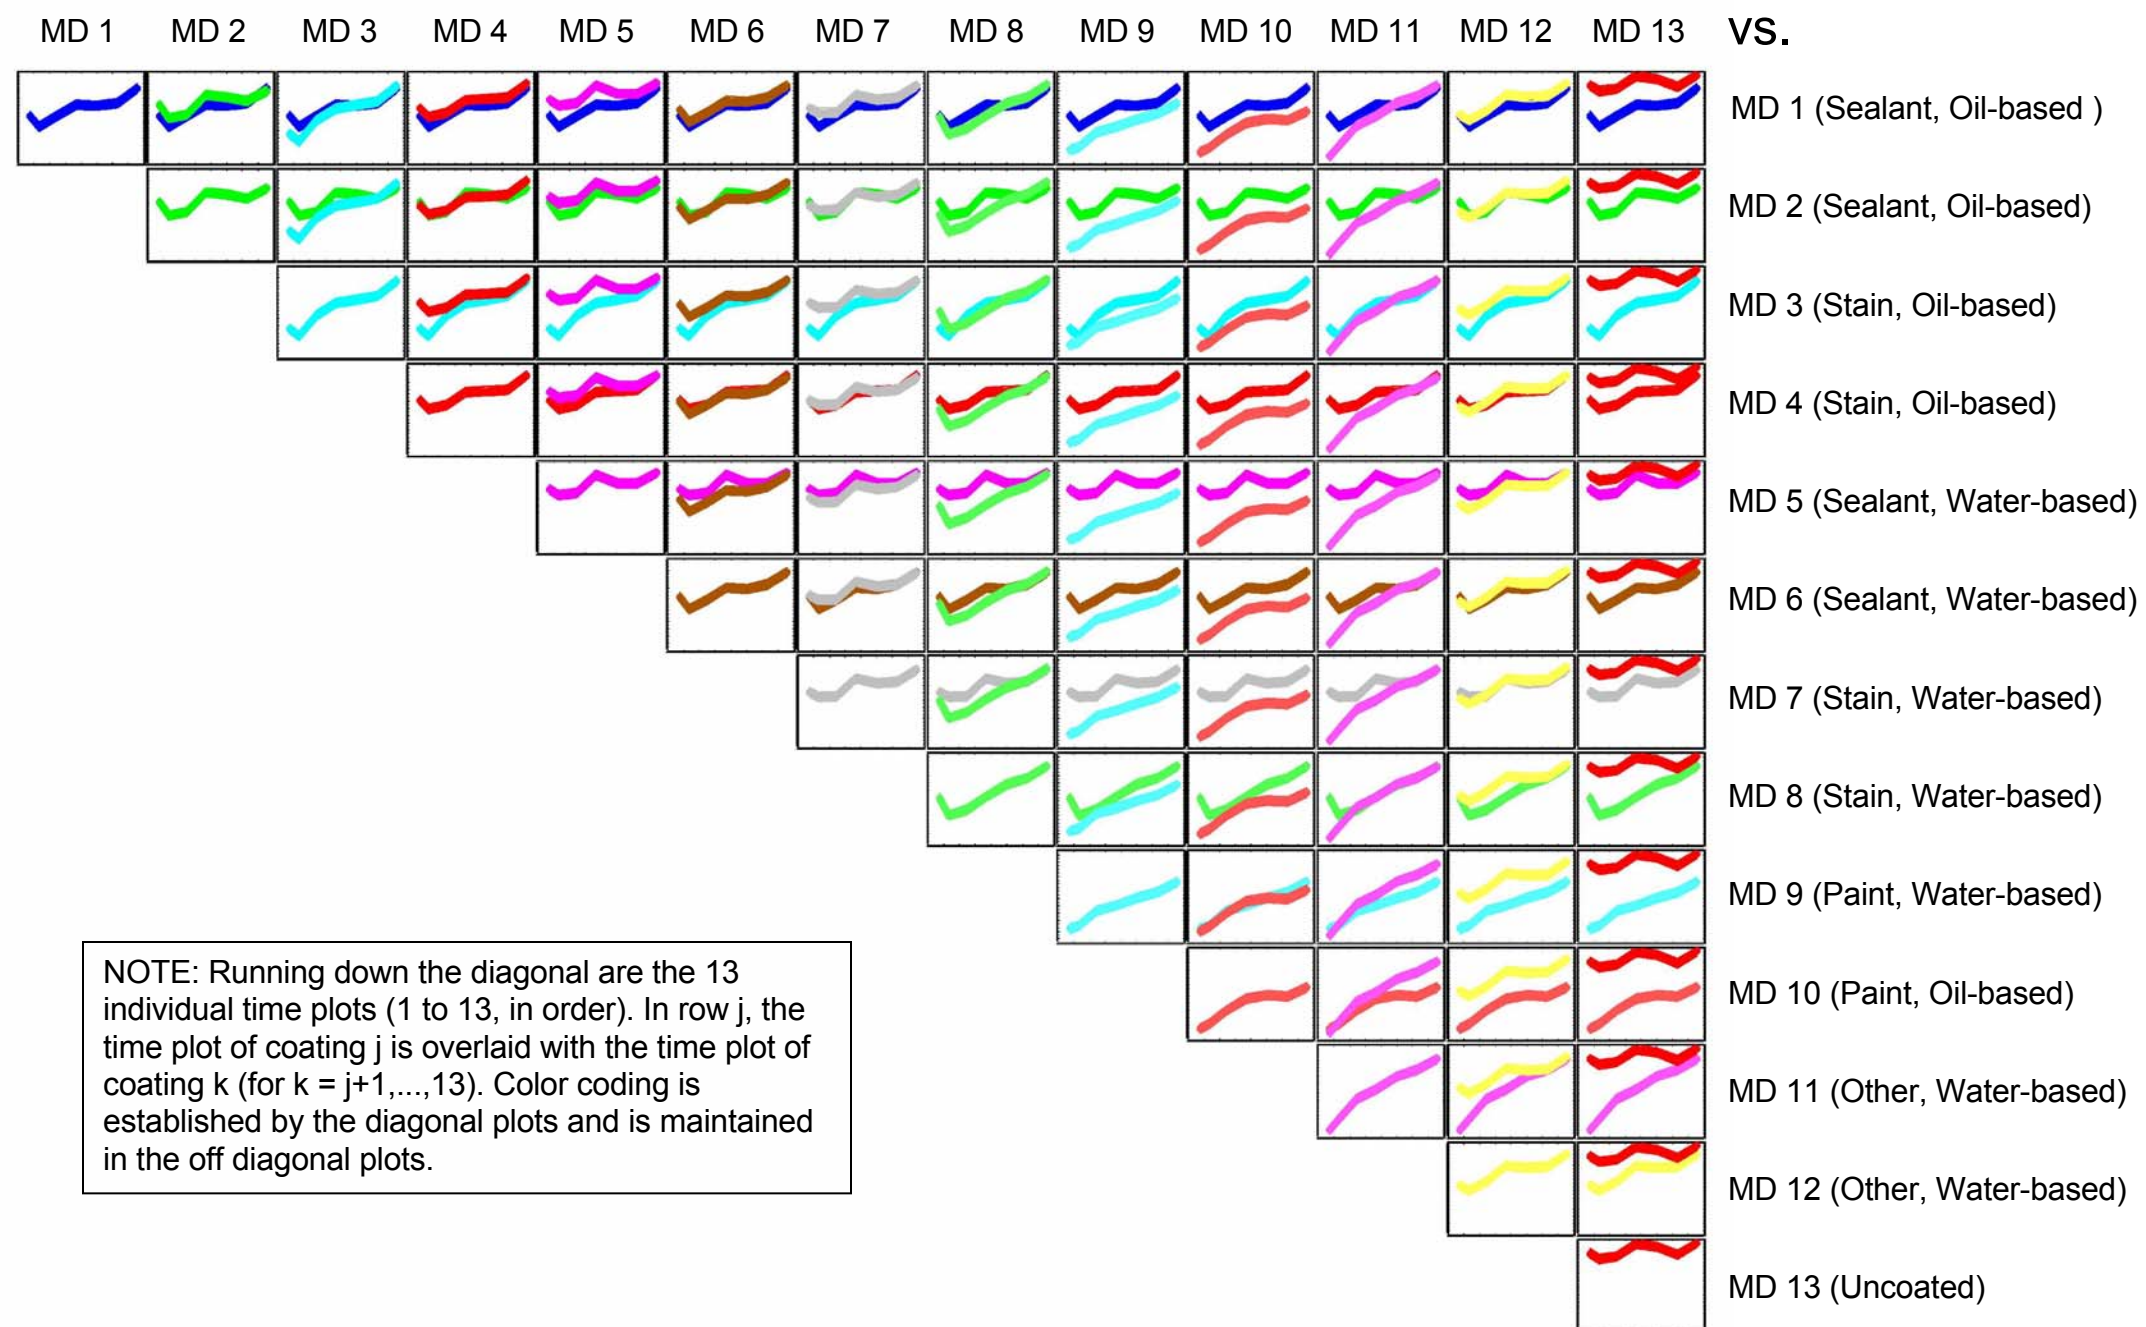 MD 1 MD 2 MD 3 MD 4 MD 5 MD 6 MD 7 MD 8 MD 9 MD 10 MD 11 MD 12 MD 13 VS.
MD 1 (Sealant, Oil-based )
MD 2 (Sealant, Oil-based)
MD 3 (Stain, Oil-based)
MD 4 (Stain, Oil-based)
MD 5 (Sealant, Water-based)
MD 6 (Sealant, Water-based)
MD 7 (Stain, Water-based)
MD 8 (Stain, Water-based)
MD 9 (Paint, Water-based)
MD 10 (Paint, Oil-based)
MD 11 (Other, Water-based)
MD 12 (Other, Water-based)
MD 13 (Uncoated)
NOTE: Running down the diagonal are the 13
individual time plots (1 to 13, in order). In row j, the
time plot of coating j is overlaid with the time plot of
coating k (for k = j+1,...,13). Color coding is
established by the diagonal plots and is maintained
in the off diagonal plots.